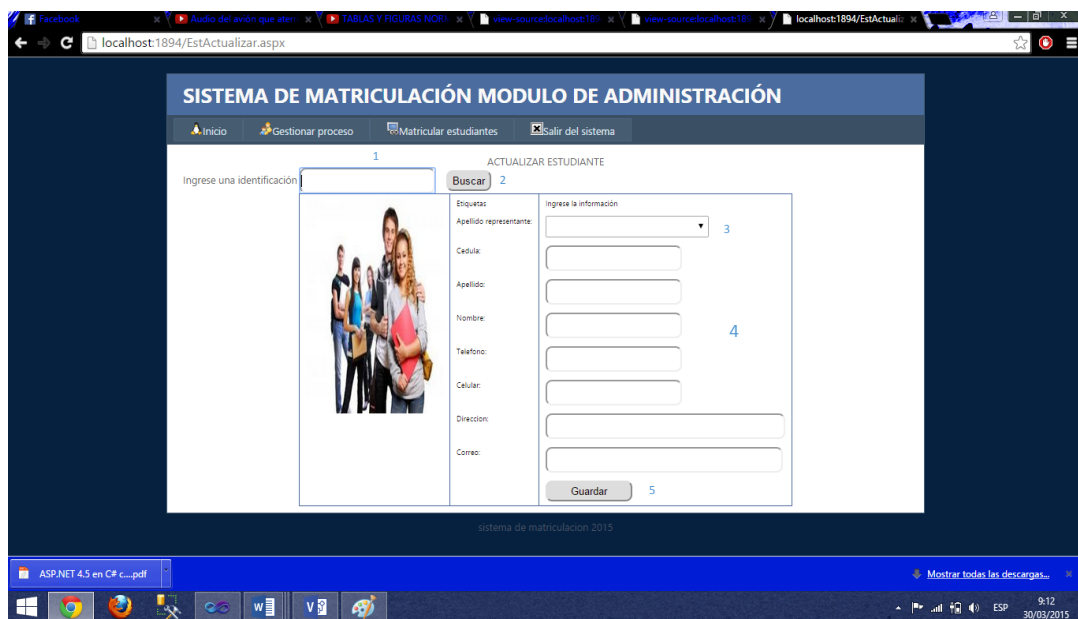 Facebook
Audio del avión que aterr
TABLAS Y FIGURAS NOR
view-source:localhost:189
view-source:localhost:189
localhost:1894/EstActualiz
localhost:1894/EstActualizar.aspx
SISTEMA DE MATRICULACIÓN MODULO DE ADMINISTRACIÓN
Inicio
Gestionar proceso
Matricular estudiantes
Salir del sistema
1
ACTUALIZAR ESTUDIANTE
Ingrese una identificación
Buscar
2
Etiquetas
Ingrese la información
Apellido representante:
3
Cedula:
Apellido:
Nombre:
4
Telefono:
Celular:
Direccion:
Correo:
Guardar
5
sistema de matriculacion 2015
ASP.NET 4.5 en C# c....pdf
Mostrar todas las descargas...
ESP
9:12
30/03/2015